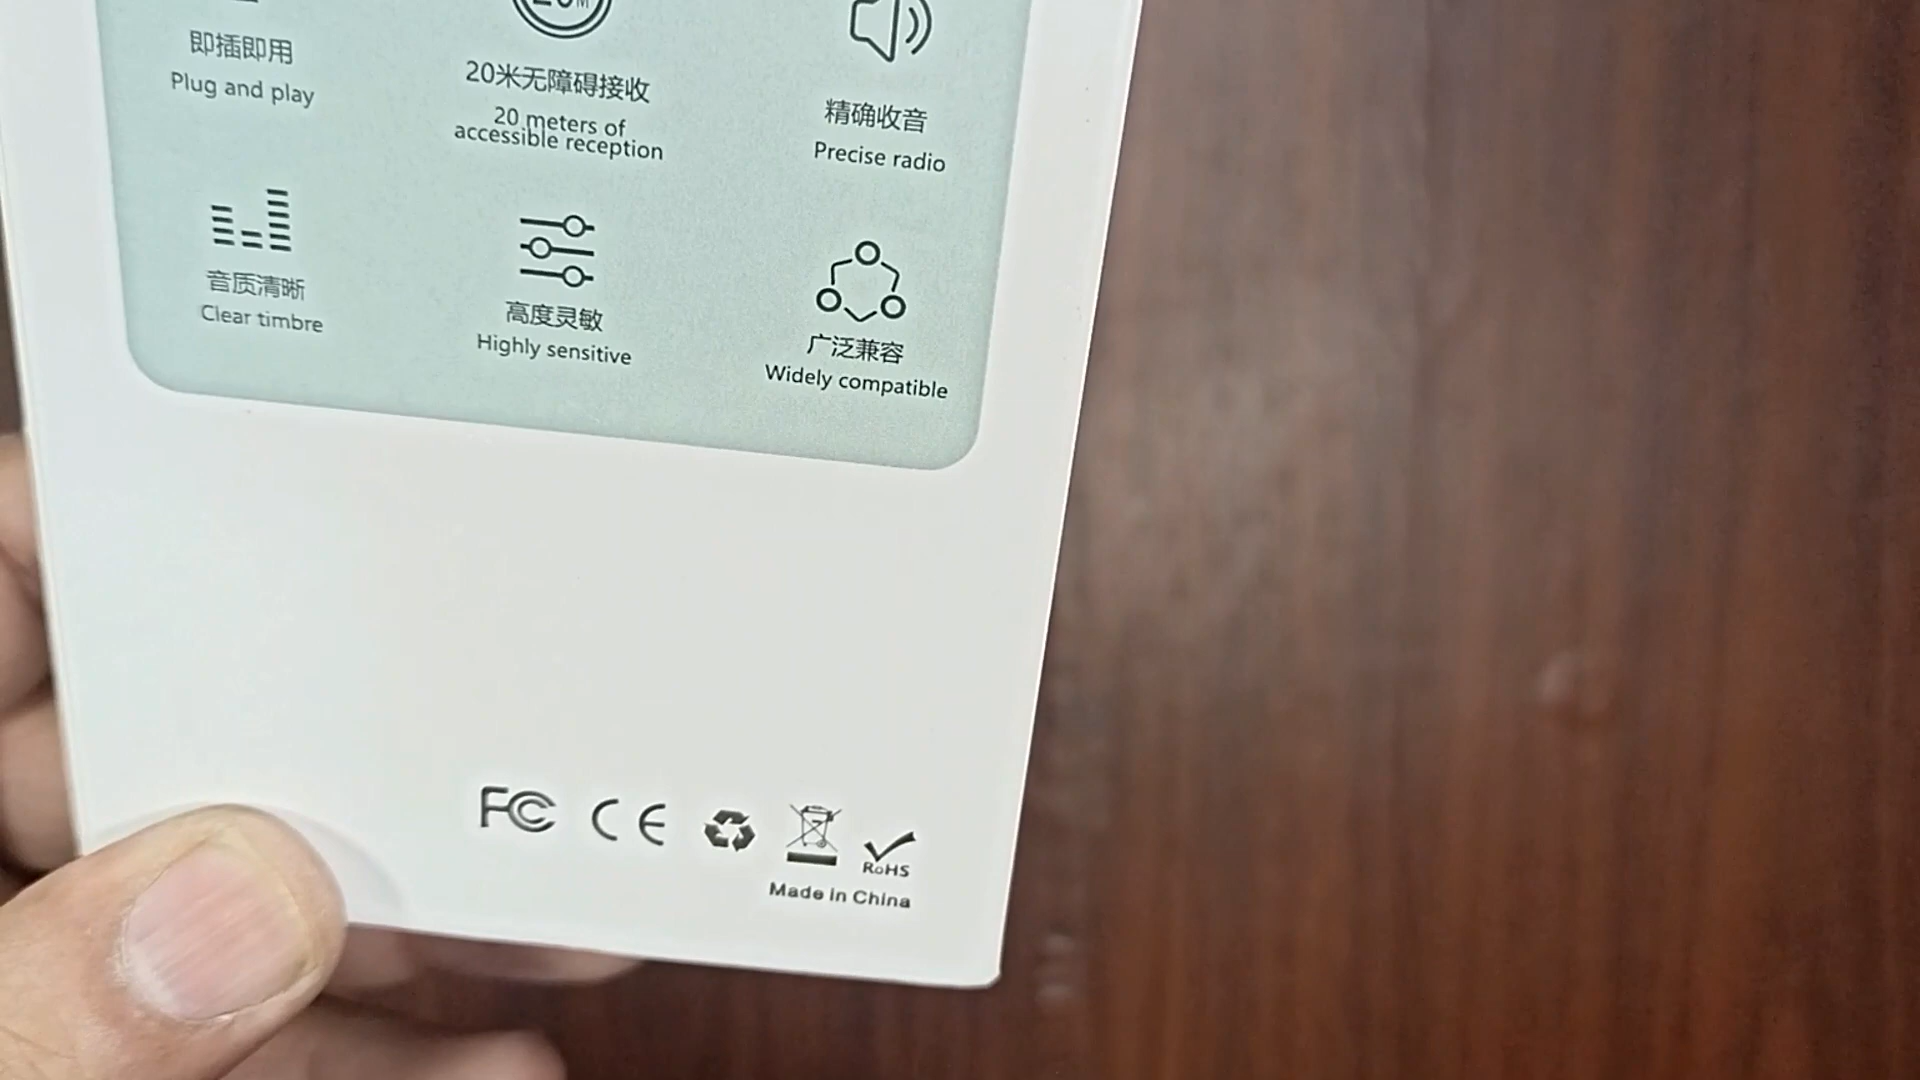 即插即用
Plug and play
20米无障碍接收
20 meters of
accessible reception
精确收音
Precise radio
音质清晰
Clear timbre
高度灵敏
Highly sensitive
广泛兼容
Widely compatible
FC CE
RoHS
Made in China